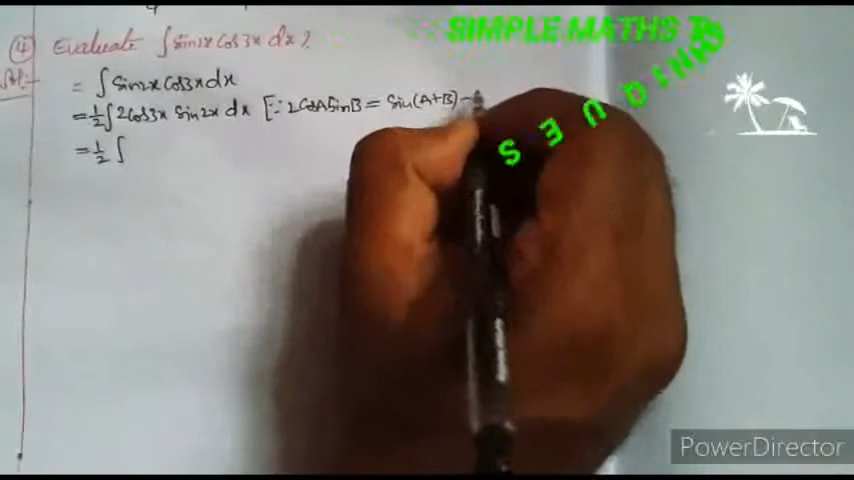 SIMPLE.MATHS
④ Evaluate ∫sin2x cos3x dx ?
Sol:-
= ∫ sin2x cos3x dx
= 1/2 ∫ 2cos3x sin2x dx [∵ 2cosA sinB = sin(A+B) -
= 1/2 ∫
PowerDirector